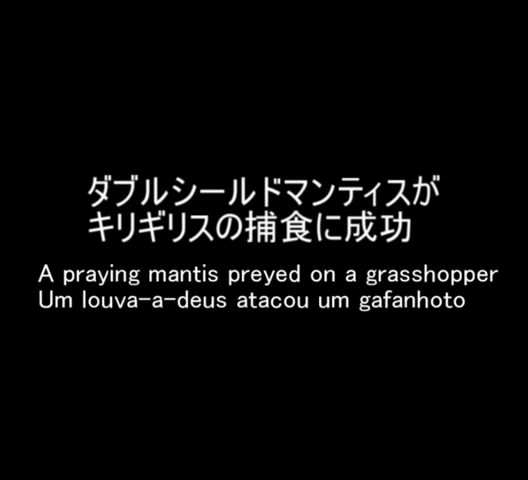 ダブルシールドマンティスが
キリギリスの捕食に成功
A praying mantis preyed on a grasshopper
Um louva-a-deus atacou um gafanhoto